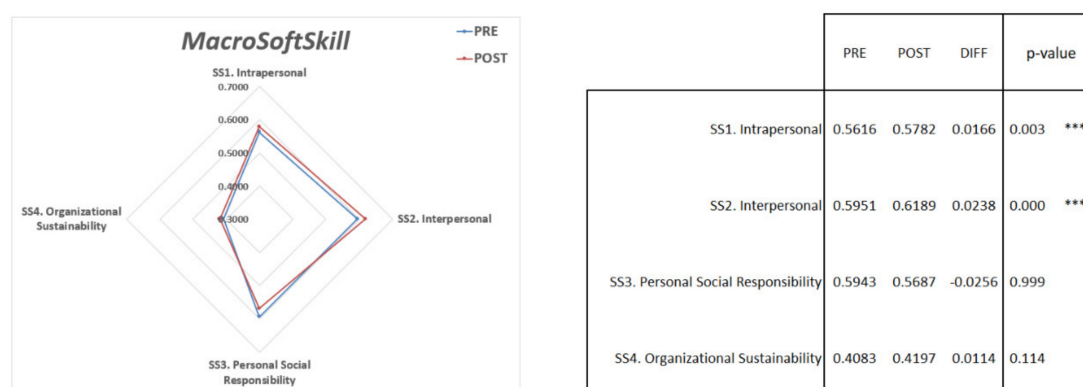 MacroSoftSkill
PRE
POST
SS1. Intrapersonal
0.7000
0.6000
0.5000
0.4000
3000
SS4. Organizational
Sustainability
SS2. Interpersonal
SS3. Personal Social
Responsibility
PRE POST DIFF p-value
SS1. Intrapersonal 0.5616 0.5782 0.0166 0.003 ***
SS2. Interpersonal 0.5951 0.6189 0.0238 0.000 ***
SS3. Personal Social Responsibility 0.5943 0.5687 -0.0256 0.999
SS4. Organizational Sustainability 0.4083 0.4197 0.0114 0.114